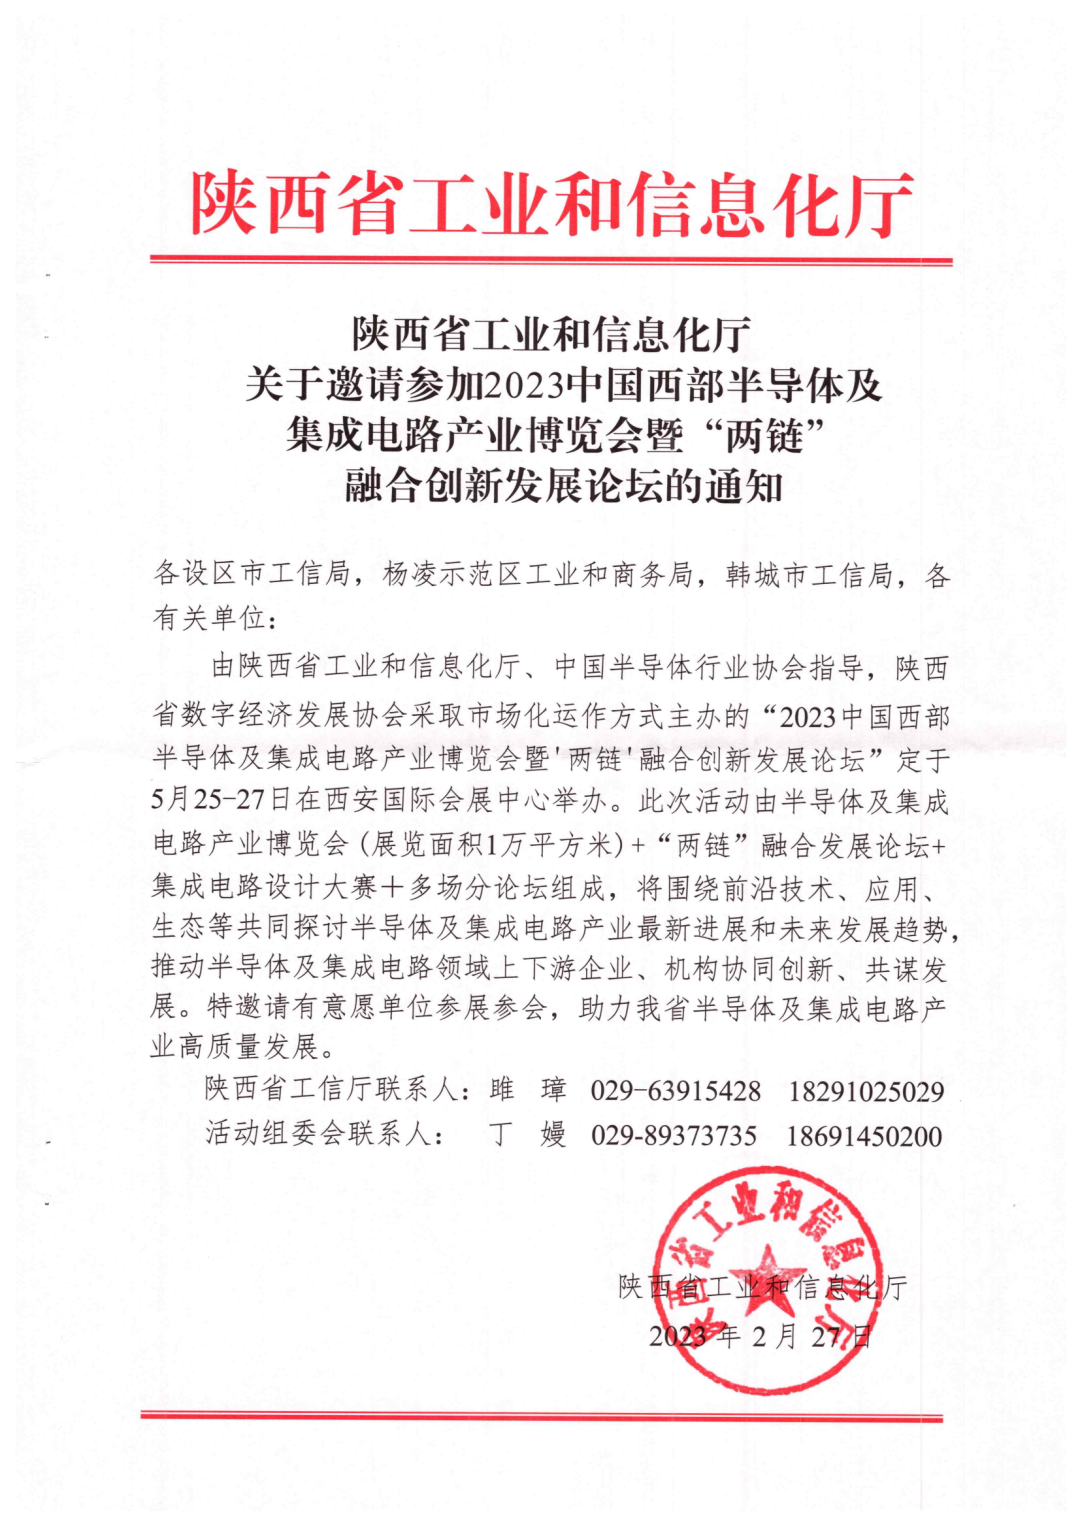 陕西省工业和信息化厅
陕西省工业和信息化厅
关于邀请参加2023中国西部半导体及
集成电路产业博览会暨“两链”
融合创新发展论坛的通知
各设区市工信局，杨凌示范区工业和商务局，韩城市工信局，各
有关单位：
由陕西省工业和信息化厅、中国半导体行业协会指导，陕西
省数字经济发展协会采取市场化运作方式主办的“2023中国西部
半导体及集成电路产业博览会暨'两链'融合创新发展论坛”定于
5月25-27日在西安国际会展中心举办。此次活动由半导体及集成
电路产业博览会(展览面积1万平方米)+“两链”融合发展论坛+
集成电路设计大赛+多场分论坛组成，将围绕前沿技术、应用、
生态等共同探讨半导体及集成电路产业最新进展和未来发展趋势，
推动半导体及集成电路领域上下游企业、机构协同创新、共谋发
展。特邀请有意愿单位参展参会，助力我省半导体及集成电路产
业高质量发展。
陕西省工信厅联系人：雎 璋 029-63915428 18291025029
活动组委会联系人： 丁 嫚 029-89373735 18691450200
陕西省工业和信息化厅
陕西省工业和信息化厅
2023年2月27日